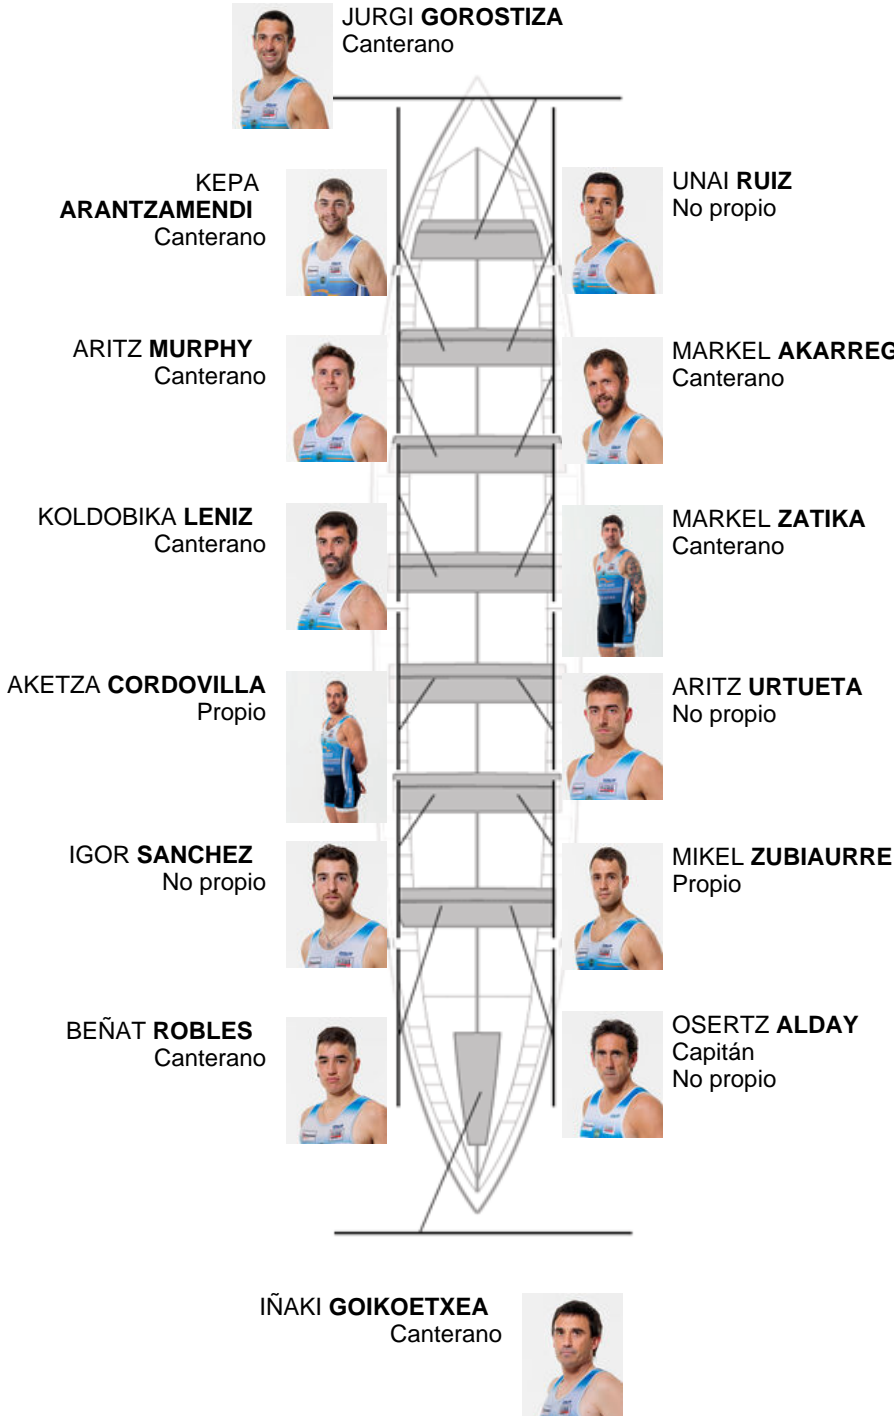 JURGI GOROSTIZA
Canterano
KEPA
ARANTZAMENDI
Canterano
UNAI RUIZ
No propio
ARITZ MURPHY
Canterano
MARKEL AKARREG
Canterano
KOLDOBIKA LENIZ
Canterano
MARKEL ZATIKA
Canterano
AKETZA CORDOVILLA
Propio
ARITZ URTUETA
No propio
IGOR SANCHEZ
No propio
MIKEL ZUBIAURRE
Propio
BEÑAT ROBLES
Canterano
OSERTZ ALDAY
Capitán
No propio
IÑAKI GOIKOETXEA
Canterano